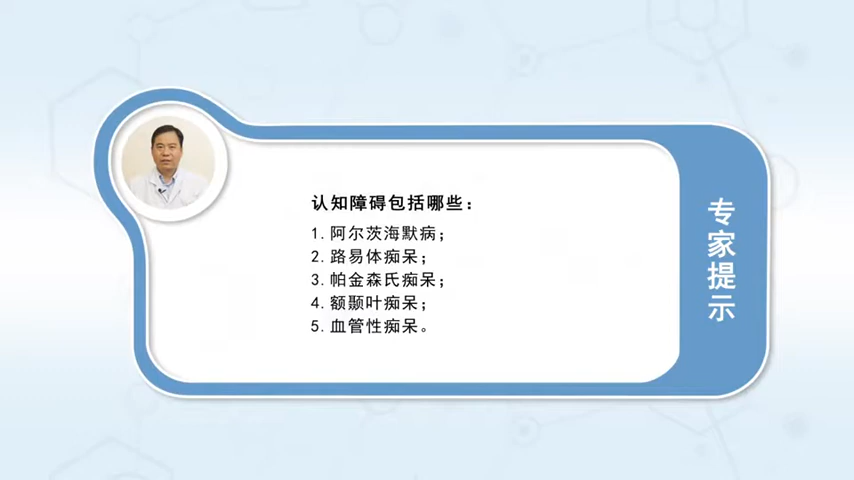 认知障碍包括哪些：
1.阿尔茨海默病；
2.路易体痴呆；
3.帕金森氏痴呆；
4.额颞叶痴呆；
5.血管性痴呆。
专家提示